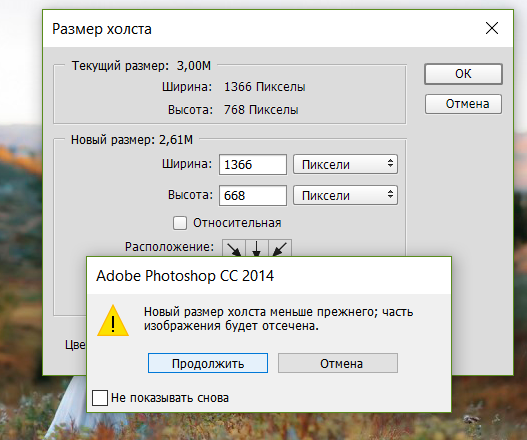 Размер холста
Текущий размер: 3,00M
Ширина: 1366 Пикселы
Высота: 768 Пикселы
OK
Отмена
Новый размер: 2,61M
Ширина: 1366 Пиксели
Высота: 668 Пиксели
Относительная
Расположение:
Цве
Adobe Photoshop CC 2014
Новый размер холста меньше прежнего; часть
изображения будет отсечена.
Продолжить Отмена
Не показывать снова